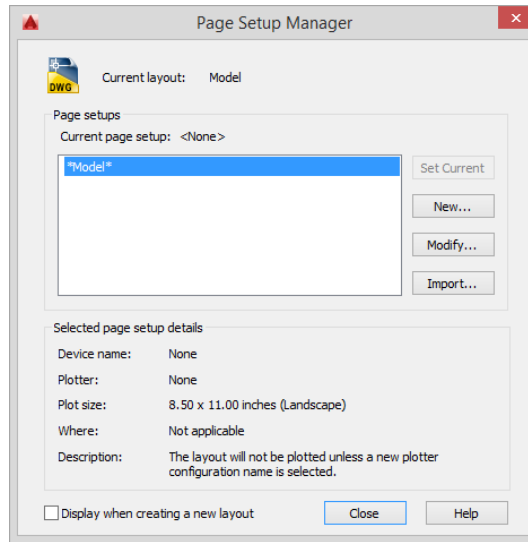 Page Setup Manager
DWG
Current layout: Model
Page setups
Current page setup: <None>
*Model*
Set Current
New...
Modify...
Import...
Selected page setup details
Device name: None
Plotter: None
Plot size: 8.50 x 11.00 inches (Landscape)
Where: Not applicable
Description: The layout will not be plotted unless a new plotter
configuration name is selected.
Display when creating a new layout
Close
Help